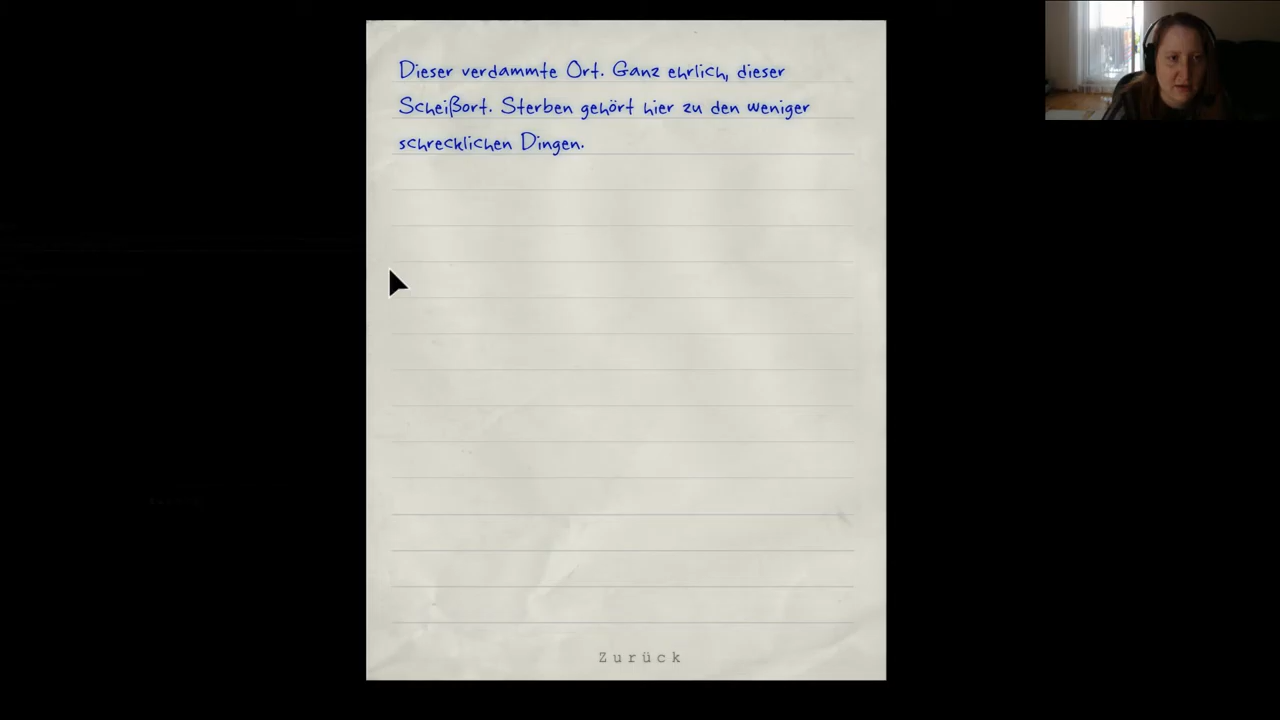 Dieser verdammte Ort. Ganz ehrlich, dieser
Scheißort. Sterben gehört hier zu den weniger
schrecklichen Dingen.
Zurück